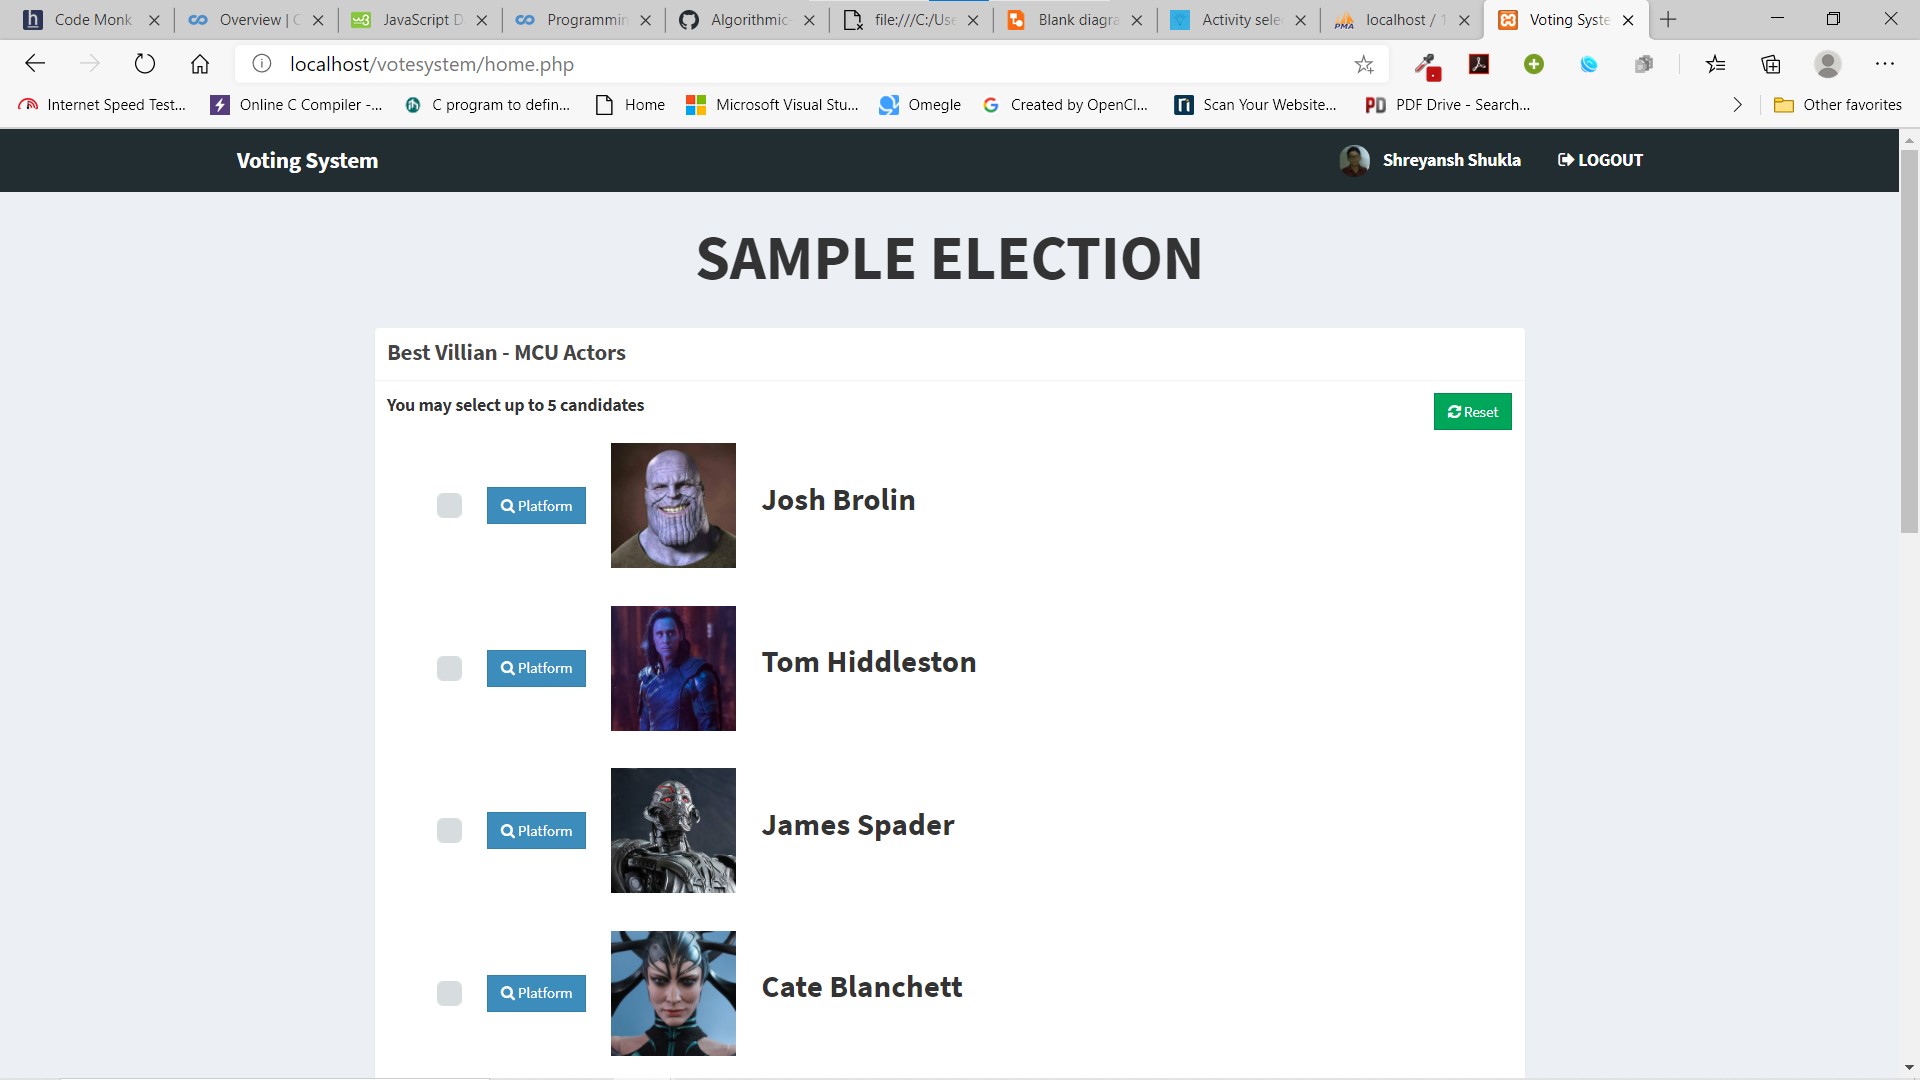 Code Monk
Overview | C
JavaScript D
Programmin
Algorithmic-
file:///C:/Use
Blank diagra
Activity sele
localhost / 1
Voting Syste
localhost/votesystem/home.php
Internet Speed Test...
Online C Compiler -...
C program to defin...
Home
Microsoft Visual Stu...
Omegle
Created by OpenCl...
Scan Your Website...
PDF Drive - Search...
Other favorites
Voting System
Shreyansh Shukla
LOGOUT
SAMPLE ELECTION
Best Villian - MCU Actors
You may select up to 5 candidates
Reset
Platform
Josh Brolin
Platform
Tom Hiddleston
Platform
James Spader
Platform
Cate Blanchett